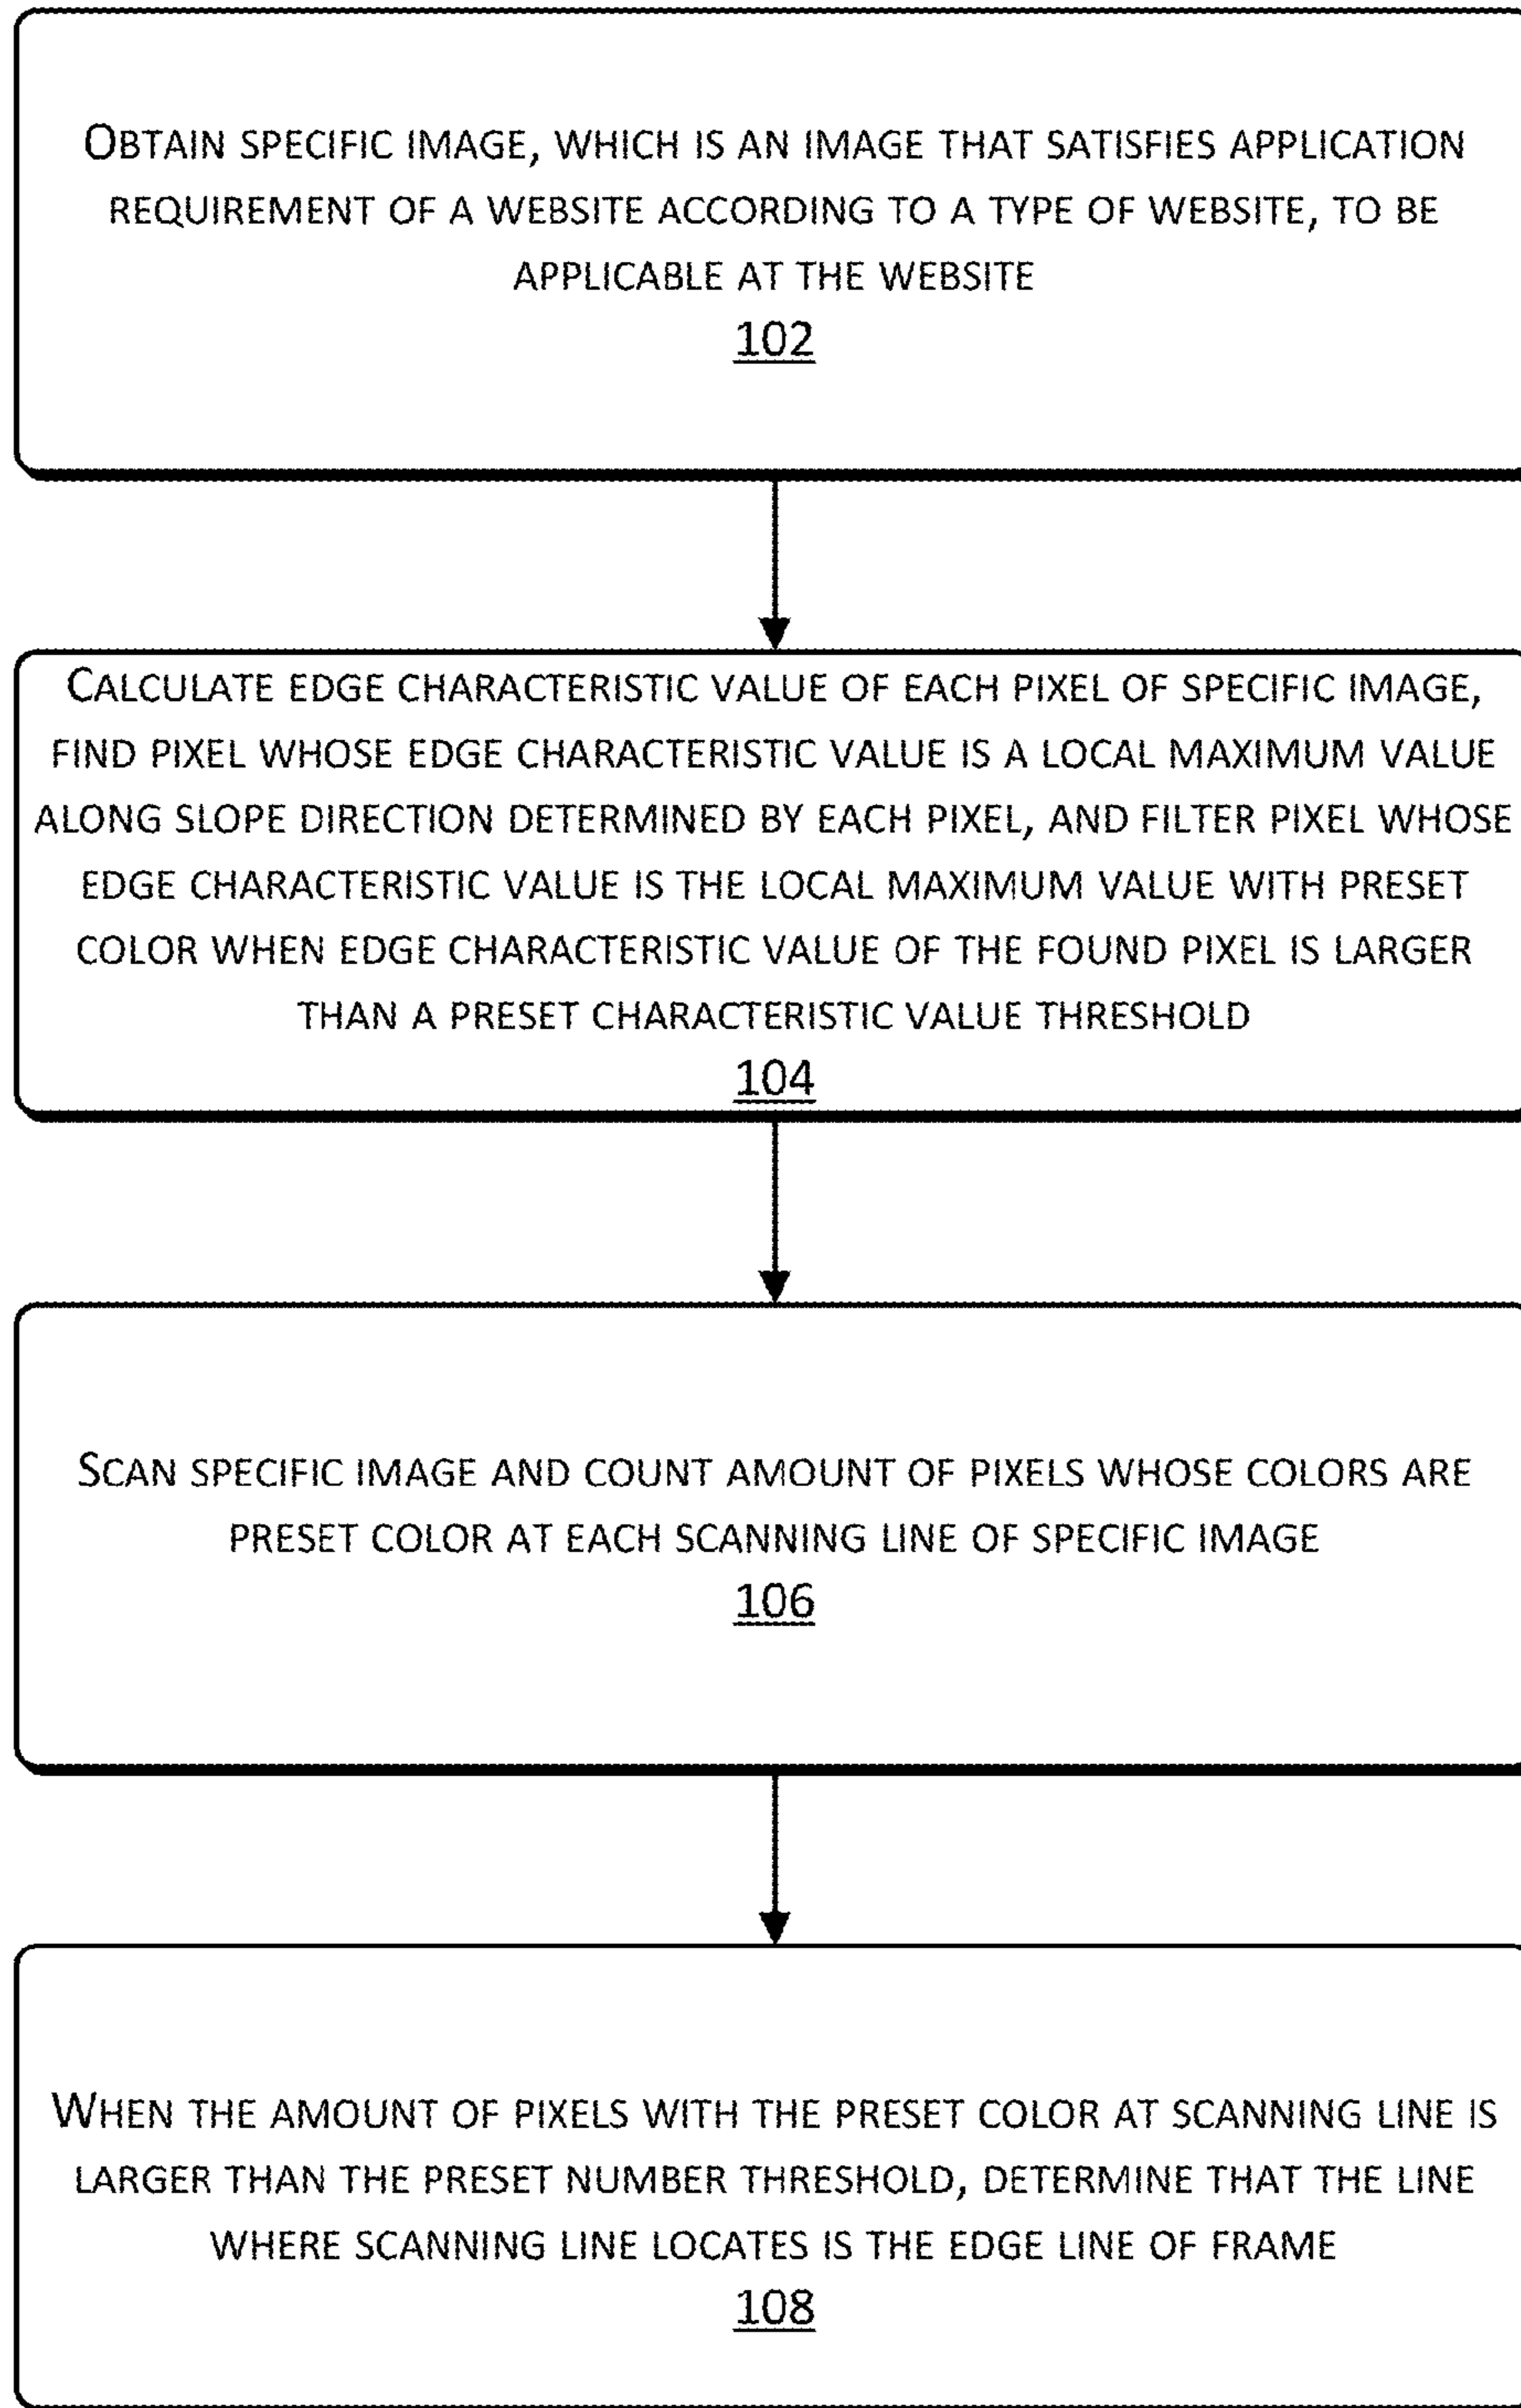 OBTAIN SPECIFIC IMAGE, WHICH IS AN IMAGE THAT SATISFIES APPLICATION
REQUIREMENT OF A WEBSITE ACCORDING TO A TYPE OF WEBSITE, TO BE
APPLICABLE AT THE WEBSITE
102
CALCULATE EDGE CHARACTERISTIC VALUE OF EACH PIXEL OF SPECIFIC IMAGE,
FIND PIXEL WHOSE EDGE CHARACTERISTIC VALUE IS A LOCAL MAXIMUM VALUE
ALONG SLOPE DIRECTION DETERMINED BY EACH PIXEL, AND FILTER PIXEL WHOSE
EDGE CHARACTERISTIC VALUE IS THE LOCAL MAXIMUM VALUE WITH PRESET
COLOR WHEN EDGE CHARACTERISTIC VALUE OF THE FOUND PIXEL IS LARGER
THAN A PRESET CHARACTERISTIC VALUE THRESHOLD
104
SCAN SPECIFIC IMAGE AND COUNT AMOUNT OF PIXELS WHOSE COLORS ARE
PRESET COLOR AT EACH SCANNING LINE OF SPECIFIC IMAGE
106
WHEN THE AMOUNT OF PIXELS WITH THE PRESET COLOR AT SCANNING LINE IS
LARGER THAN THE PRESET NUMBER THRESHOLD, DETERMINE THAT THE LINE
WHERE SCANNING LINE LOCATES IS THE EDGE LINE OF FRAME
108